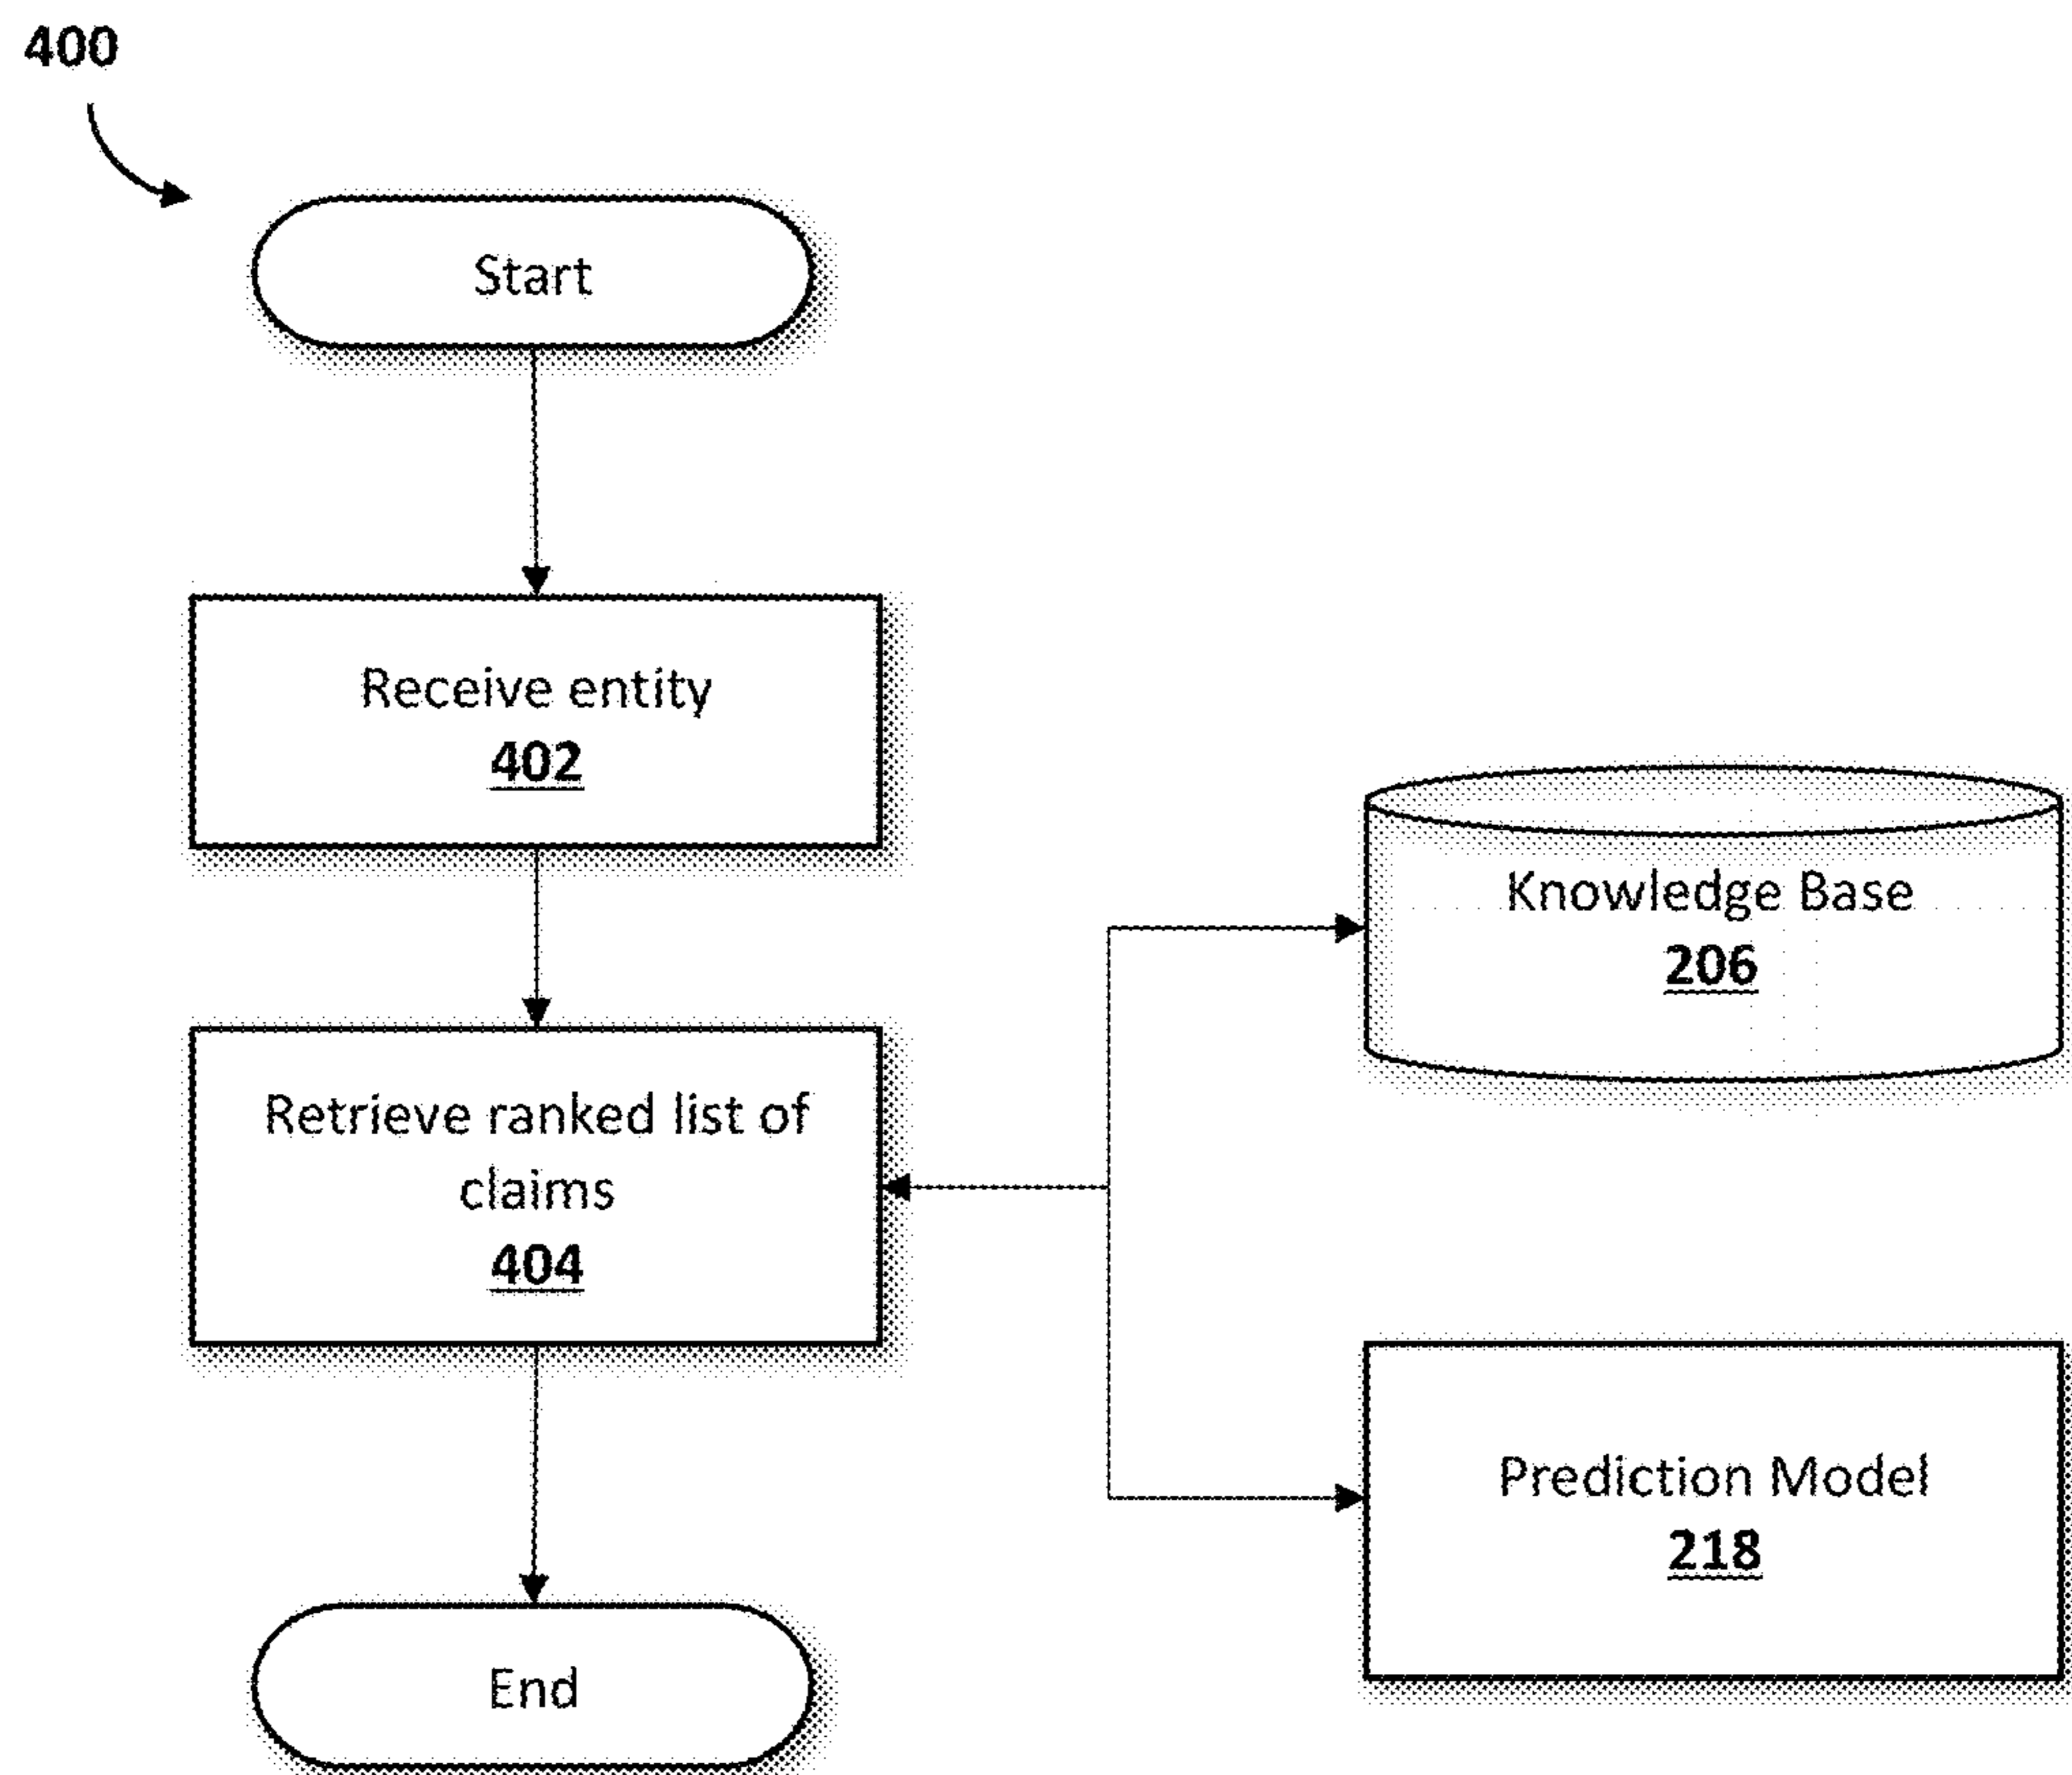 400
Start
Receive entity
402
Retrieve ranked list of
claims
404
End
Knowledge Base
206
Prediction Model
218